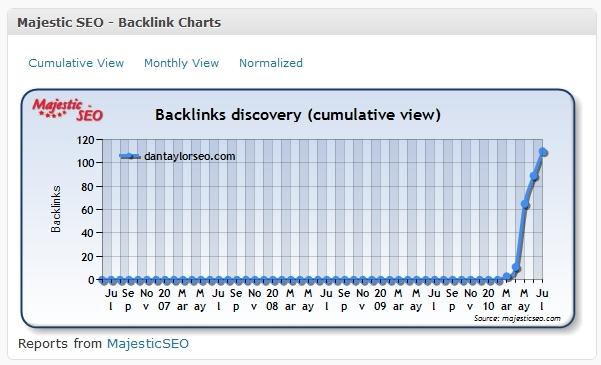 Majestic SEO - Backlink Charts
Cumulative View Monthly View Normalized
Majestic - SEO
Backlinks discovery (cumulative view)
120
100
80
60
40
20
0
Backlinks
dantaylorseo.com
Ju Se No 20 M M Ju Se No 20 M M Ju Se No 20 M M Ju Se No 20 M M Ju
l p v 07 ar ay l p v 08 ar ay l p v 09 ar ay l p v 10 ar ay l
Source: majesticseo.com
Reports from MajesticSEO